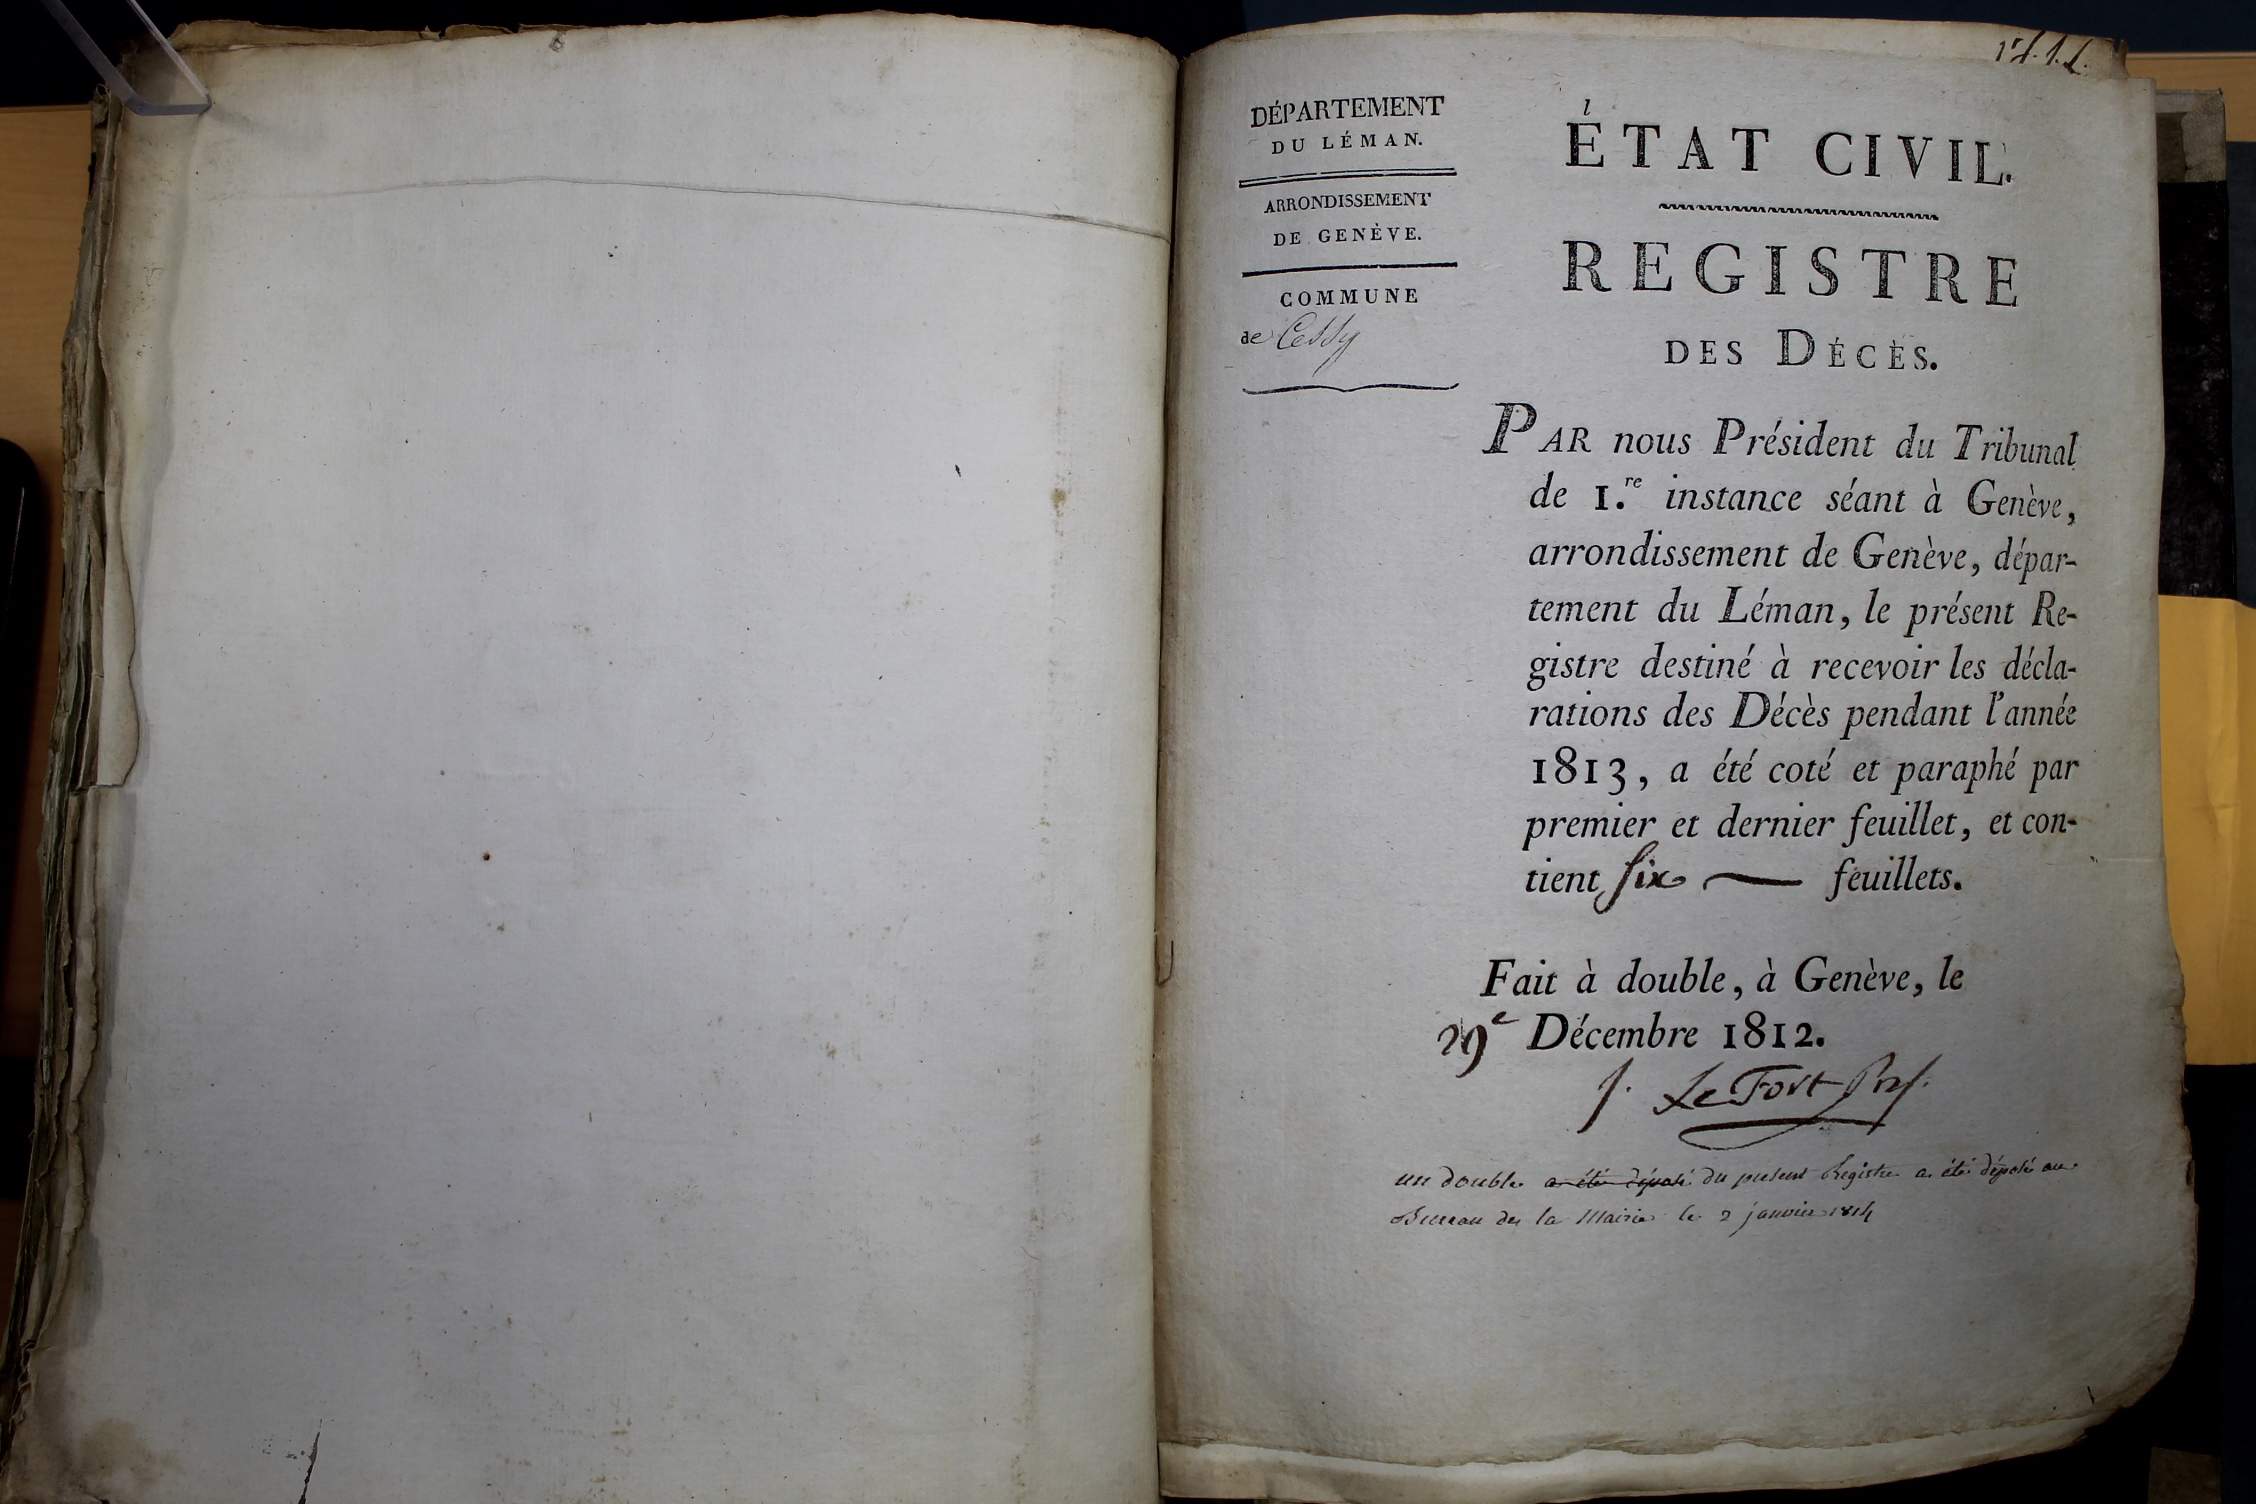 DÉPARTEMENT
DU LÉMAN.
ARRONDISSEMENT
DE GENÈVE.
COMMUNE
de Cessy
ÉTAT CIVIL.
REGISTRE
DES DÉCÈS.
PAR nous Président du Tribunal
de 1.re instance séant à Genève,
arrondissement de Genève, dépar-
tement du Léman, le présent Re-
gistre destiné à recevoir les décla-
rations des Décès pendant l'année
1813, a été coté et paraphé par
premier et dernier feuillet, et con-
tient six feuillets.
Fait à double, à Genève, le
29e Décembre 1812.
J. Le Fort Prés.
un double a été déposé du présent Registre a été déposé au
Bureau de la Mairie le 2 janvier 1814